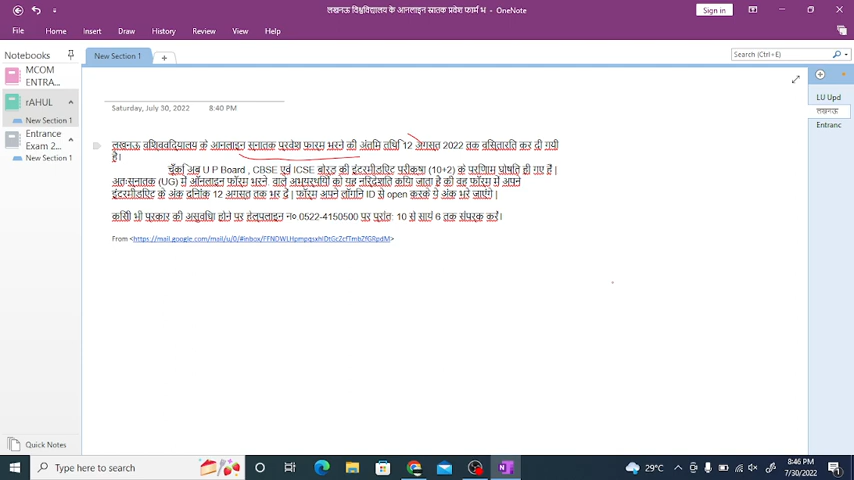 लखनऊ विश्वविद्यालय के आनलाइन स्नातक प्रवेश फार्म भ - OneNote
Sign in
File Home Insert Draw History Review View Help
Notebooks
New Section 1
+
Search (Ctrl+E)
MCOM
ENTRA...
rAHUL
New Section 1
Entrance
Exam 2...
New Section 1
LU Upd
लखनऊ
Entranc
Saturday, July 30, 2022 8:40 PM
लखनऊ विश्वविद्यालय के आनलाइन स्नातक प्रवेश फार्म भरने की अंतिम तिथि 12 अगस्त 2022 तक विस्तारित कर दी गयी
है।
चूँकि अब U P Board , CBSE एवं ICSE बोर्ड की इंटरमीडिएट परीक्षा (10+2) के परिणाम घोषित हो गए हैं |
अतःस्नातक (UG) में ऑनलाइन फॉर्म भरने वाले अभ्यर्थियों को यह निर्देशित किया जाता है की वह फॉर्म में अपने
इंटरमीडिएट के अंक दिनांक 12 अगस्त तक भर दें | फॉर्म अपने लॉगिन ID से open करके ये अंक भरे जाएंगे |
किसी भी प्रकार की असुविधा होने पर हेल्पलाइन न० 0522-4150500 पर प्रातः 10 से सायं 6 तक संपर्क करें।
From <https://mail.google.com/mail/u/0/#inbox/FFNDWLHpmpqsxhlDtGcZcfTmbZfGRpdM>
Quick Notes
Type here to search
29°C
8:46 PM
7/30/2022